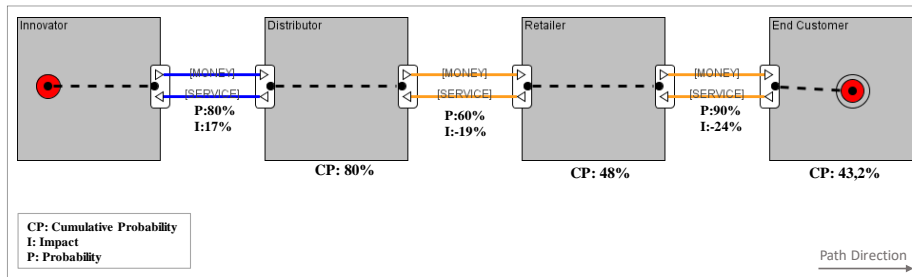 Innovator
Distributor
Retailer
End Customer
[MONEY]
[MONEY]
[MONEY]
[SERVICE]
[SERVICE]
[SERVICE]
P:80%
I:17%
P:60%
I:-19%
P:90%
I:-24%
CP: 80%
CP: 48%
CP: 43,2%
CP: Cumulative Probability
I: Impact
P: Probability
Path Direction